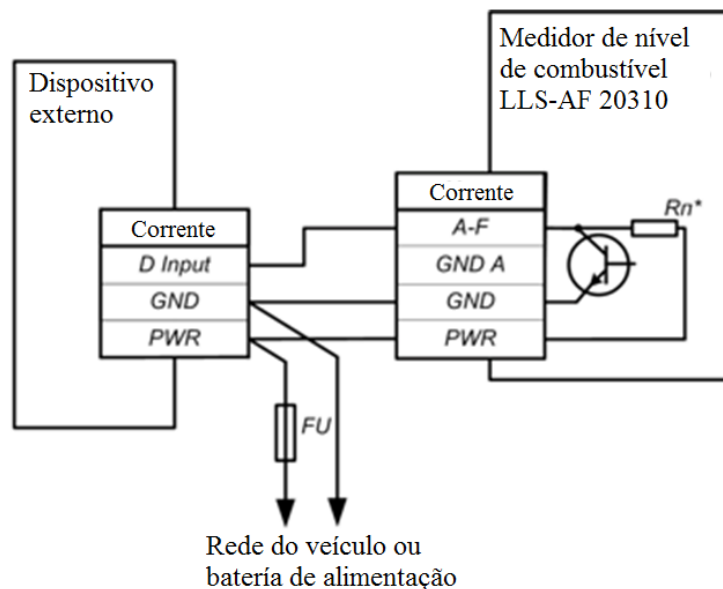 Medidor de nível
de combustível
LLS-AF 20310
Dispositivo
externo
Corrente
D Input
GND
PWR
Corrente
A-F
GND A
GND
PWR
Rn*
FU
Rede do veículo ou
batería de alimentação